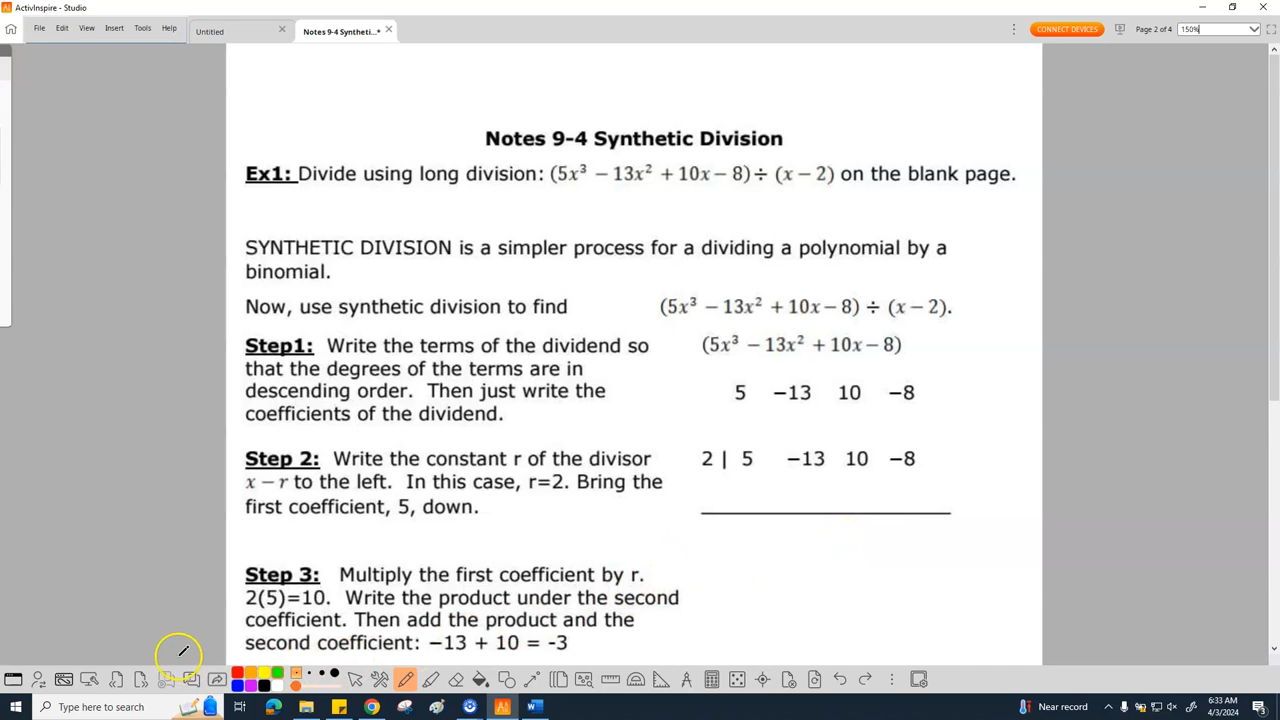 ActivInspire - Studio
File Edit View Insert Tools Help
Untitled
Notes 9-4 Syntheti...*
CONNECT DEVICES
Page 2 of 4
150%
Notes 9-4 Synthetic Division
Ex1: Divide using long division: (5x³ − 13x² + 10x − 8) ÷ (x − 2) on the blank page.
SYNTHETIC DIVISION is a simpler process for a dividing a polynomial by a
binomial.
Now, use synthetic division to find (5x³ − 13x² + 10x − 8) ÷ (x − 2).
Step1: Write the terms of the dividend so
that the degrees of the terms are in
descending order. Then just write the
coefficients of the dividend.
(5x³ − 13x² + 10x − 8)
5 −13 10 −8
Step 2: Write the constant r of the divisor
x − r to the left. In this case, r=2. Bring the
first coefficient, 5, down.
2 | 5 −13 10 −8
Step 3: Multiply the first coefficient by r.
2(5)=10. Write the product under the second
coefficient. Then add the product and the
second coefficient: −13 + 10 = -3
Type here to search
Near record
6:33 AM
4/3/2024